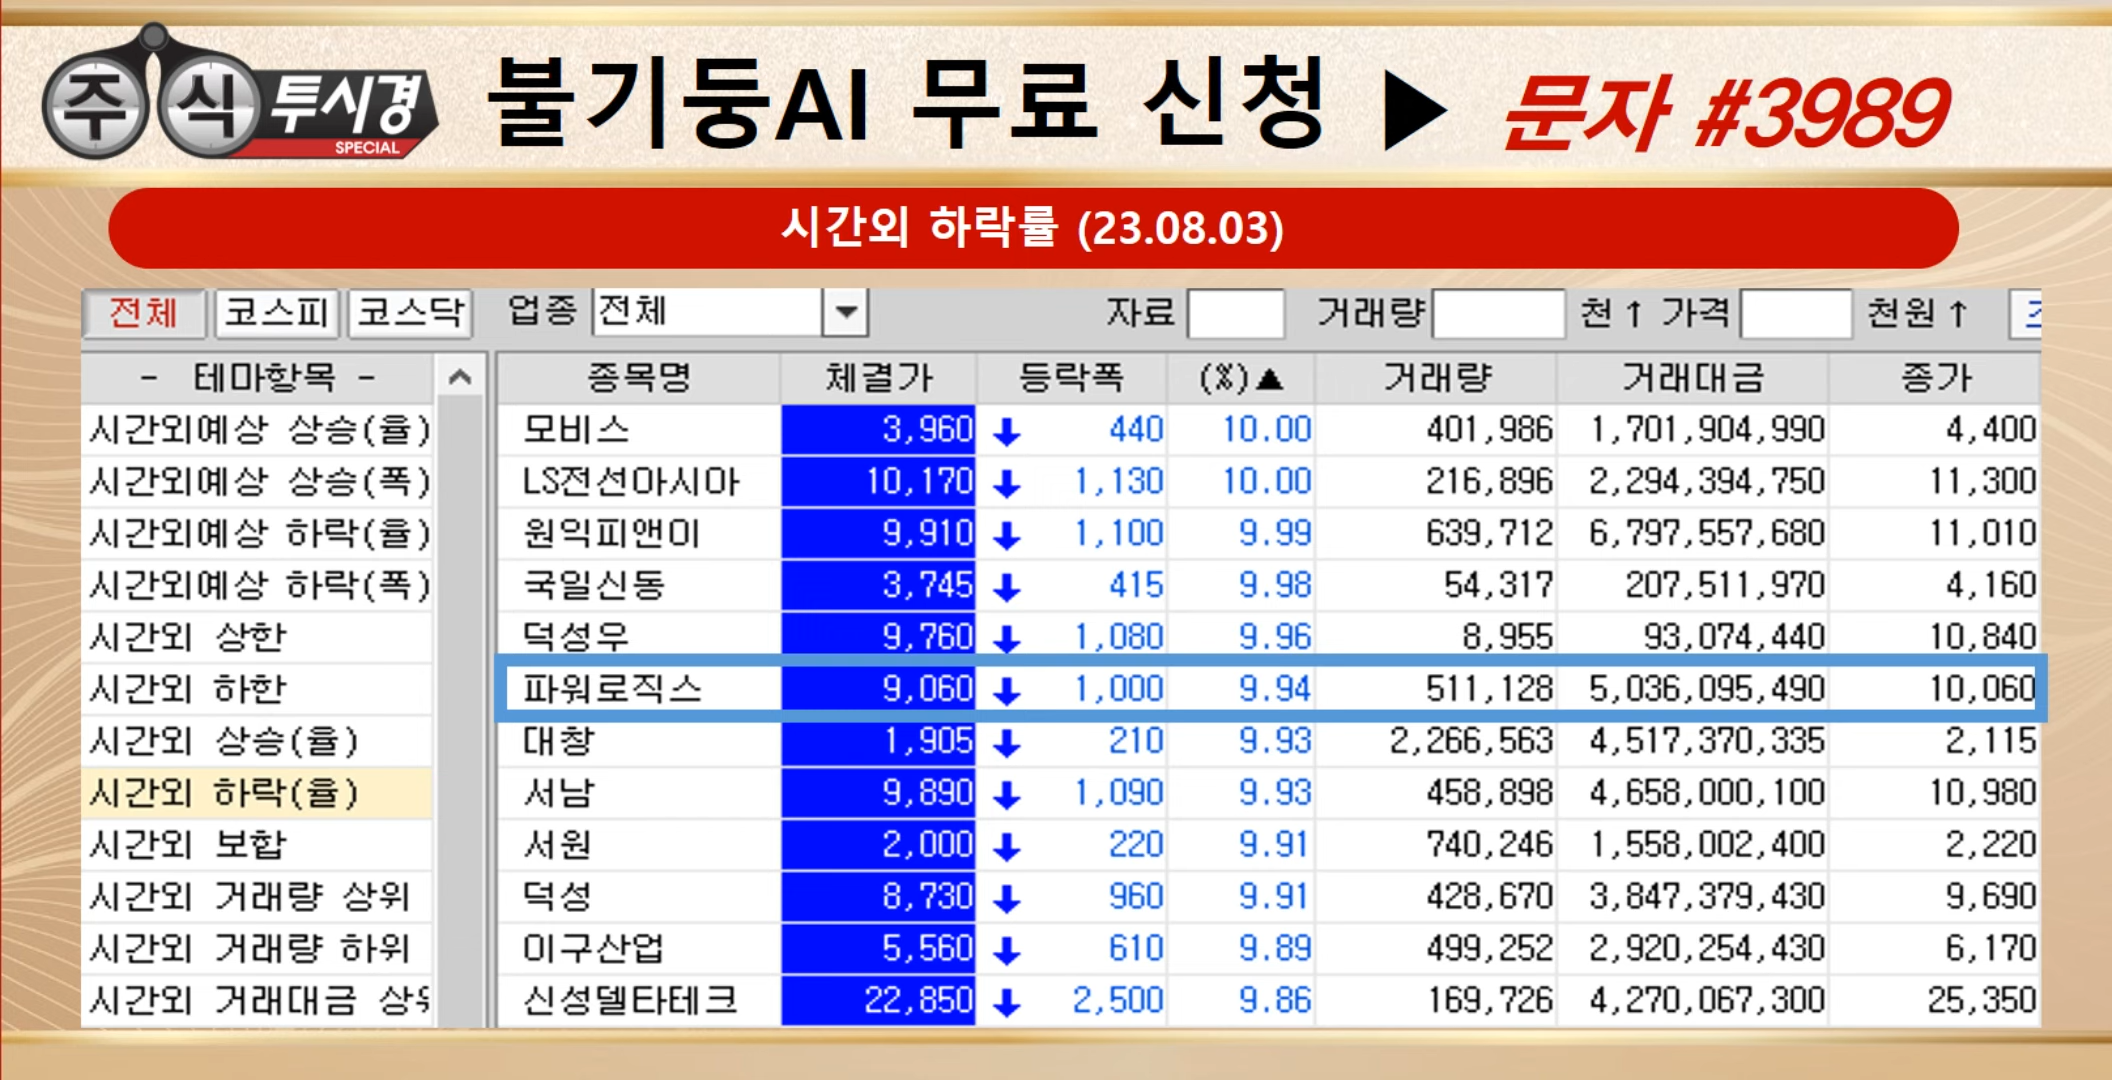 주식투시경
SPECIAL
불기둥AI 무료 신청 ▶ 문자 #3989
시간외 하락률 (23.08.03)
전체 코스피 코스닥 업종 전체 자료 거래량 천↑ 가격 천원↑
- 테마항목 - 종목명 체결가 등락폭 (%)▲ 거래량 거래대금 종가
시간외예상 상승(율) 모비스 3,960 ↓ 440 10.00 401,986 1,701,904,990 4,400
시간외예상 상승(폭) LS전선아시아 10,170 ↓ 1,130 10.00 216,896 2,294,394,750 11,300
시간외예상 하락(율) 원익피앤이 9,910 ↓ 1,100 9.99 639,712 6,797,557,680 11,010
시간외예상 하락(폭) 국일신동 3,745 ↓ 415 9.98 54,317 207,511,970 4,160
시간외 상한 덕성우 9,760 ↓ 1,080 9.96 8,955 93,074,440 10,840
시간외 하한 파워로직스 9,060 ↓ 1,000 9.94 511,128 5,036,095,490 10,060
시간외 상승(율) 대창 1,905 ↓ 210 9.93 2,266,563 4,517,370,335 2,115
시간외 하락(율) 서남 9,890 ↓ 1,090 9.93 458,898 4,658,000,100 10,980
시간외 보합 서원 2,000 ↓ 220 9.91 740,246 1,558,002,400 2,220
시간외 거래량 상위 덕성 8,730 ↓ 960 9.91 428,670 3,847,379,430 9,690
시간외 거래량 하위 이구산업 5,560 ↓ 610 9.89 499,252 2,920,254,430 6,170
시간외 거래대금 신성델타테크 22,850 ↓ 2,500 9.86 169,726 4,270,067,300 25,350